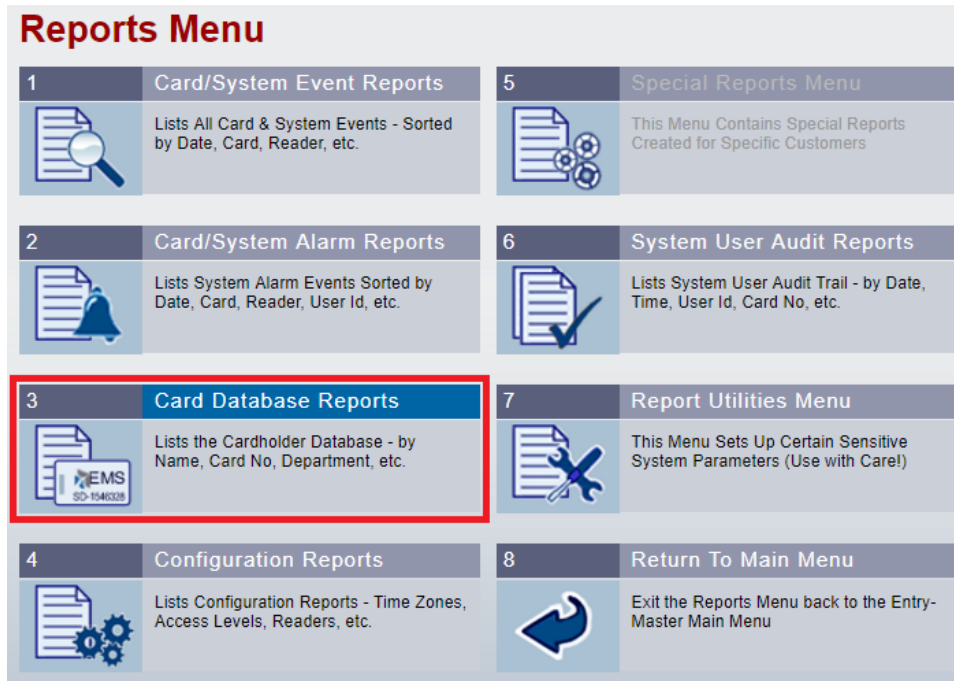 Reports Menu
1 Card/System Event Reports
Lists All Card & System Events - Sorted
by Date, Card, Reader, etc.
5 Special Reports Menu
This Menu Contains Special Reports
Created for Specific Customers
2 Card/System Alarm Reports
Lists System Alarm Events Sorted by
Date, Card, Reader, User Id, etc.
6 System User Audit Reports
Lists System User Audit Trail - by Date,
Time, User Id, Card No, etc.
3 Card Database Reports
Lists the Cardholder Database - by
Name, Card No, Department, etc.
EMS
SD-1546328
7 Report Utilities Menu
This Menu Sets Up Certain Sensitive
System Parameters (Use with Care!)
4 Configuration Reports
Lists Configuration Reports - Time Zones,
Access Levels, Readers, etc.
8 Return To Main Menu
Exit the Reports Menu back to the Entry-
Master Main Menu